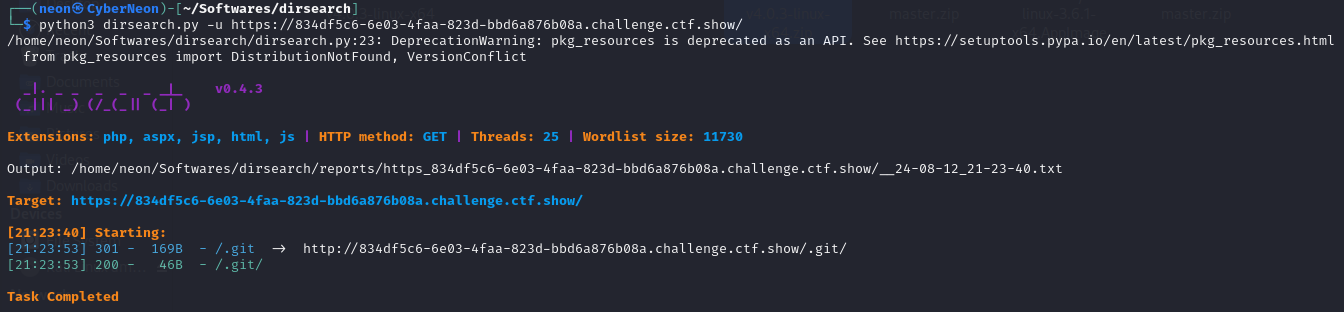 ┌──(neon㉿CyberNeon)-[~/Softwares/dirsearch]
└─$ python3 dirsearch.py -u https://834df5c6-6e03-4faa-823d-bbd6a876b08a.challenge.ctf.show/
/home/neon/Softwares/dirsearch/dirsearch.py:23: DeprecationWarning: pkg_resources is deprecated as an API. See https://setuptools.pypa.io/en/latest/pkg_resources.html
  from pkg_resources import DistributionNotFound, VersionConflict
  _|. _ _  _  _  _ _|_    v0.4.3
 (_||| _) (/_(_|| (_| )
Extensions: php, aspx, jsp, html, js | HTTP method: GET | Threads: 25 | Wordlist size: 11730
Output: /home/neon/Softwares/dirsearch/reports/https_834df5c6-6e03-4faa-823d-bbd6a876b08a.challenge.ctf.show/__24-08-12_21-23-40.txt
Target: https://834df5c6-6e03-4faa-823d-bbd6a876b08a.challenge.ctf.show/
[21:23:40] Starting:
[21:23:53] 301 -  169B  - /.git  ->  http://834df5c6-6e03-4faa-823d-bbd6a876b08a.challenge.ctf.show/.git/
[21:23:53] 200 -   46B  - /.git/
Task Completed